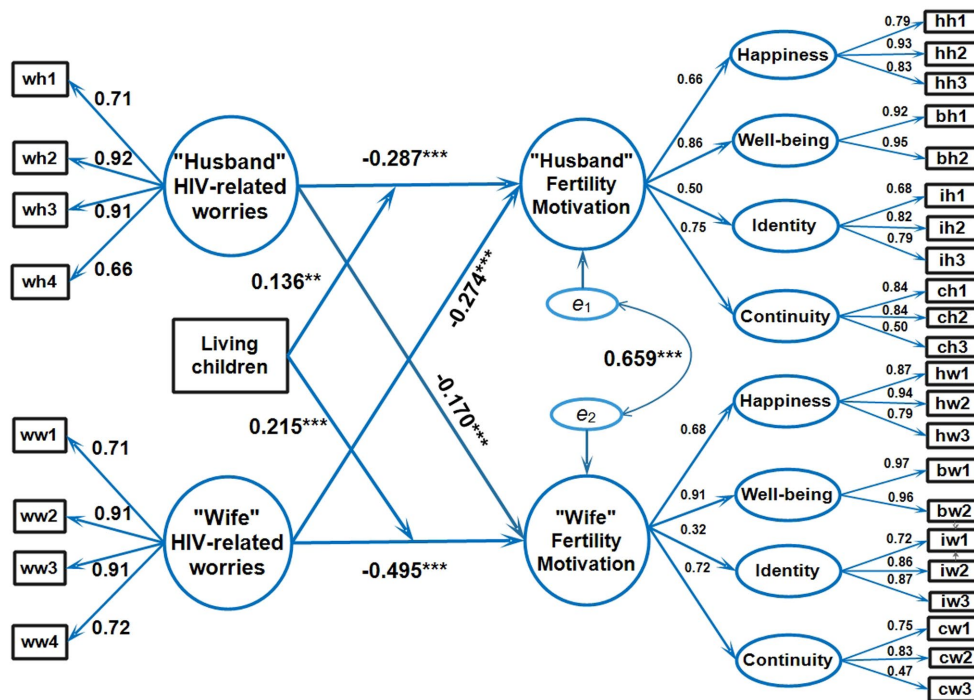 wh1
0.71
wh2
0.92
wh3
0.91
wh4
0.66
"Husband"
HIV-related
worries
-0.287***
0.136**
-0.274***
Living
children
0.215***
-0.170***
ww1
0.71
ww2
0.91
ww3
0.91
ww4
0.72
"Wife"
HIV-related
worries
-0.495***
"Husband"
Fertility
Motivation
e1
0.659***
e2
"Wife"
Fertility
Motivation
0.66
Happiness
0.79
hh1
0.93
hh2
0.83
hh3
0.86
Well-being
0.92
bh1
0.95
bh2
0.50
Identity
0.68
ih1
0.82
ih2
0.79
ih3
0.75
Continuity
0.84
ch1
0.84
ch2
0.50
ch3
0.68
Happiness
0.87
hw1
0.94
hw2
0.79
hw3
0.91
Well-being
0.97
bw1
0.96
bw2
0.32
Identity
0.72
iw1
0.86
iw2
0.87
iw3
0.72
Continuity
0.75
cw1
0.83
cw2
0.47
cw3